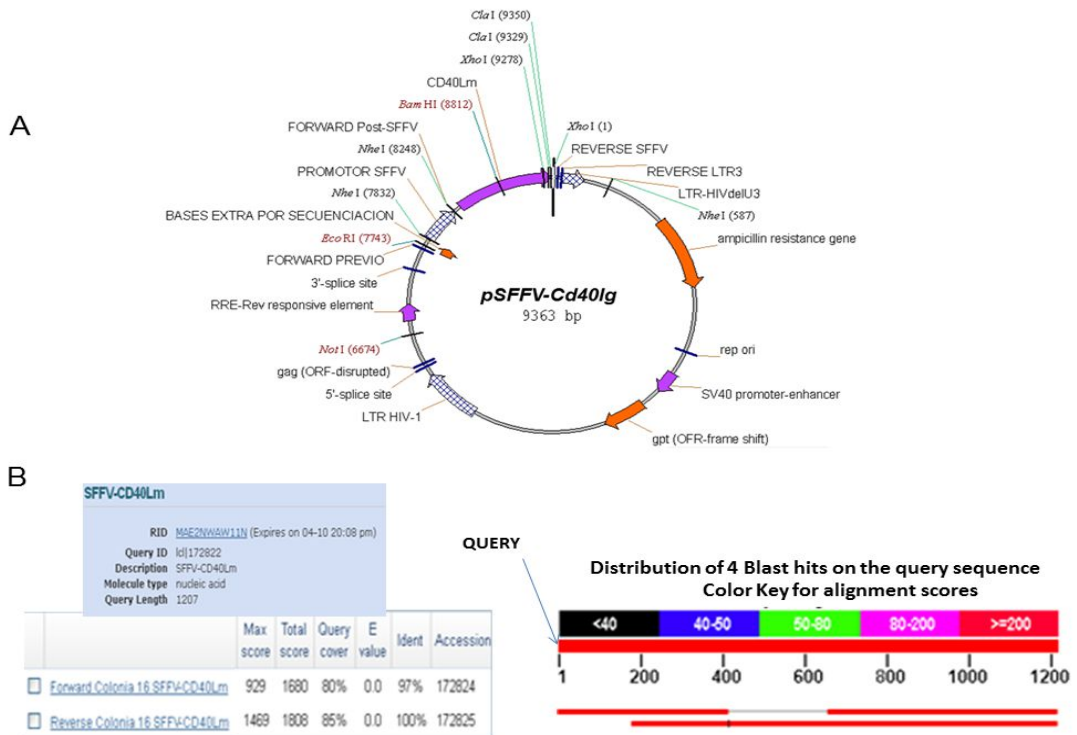 A
ClaI (9350)
ClaI (9329)
XhoI (9278)
CD40Lm
Bam HI (8812)
FORWARD Post-SFFV
NheI (8248)
PROMOTOR SFFV
NheI (7832)
BASES EXTRA POR SECUENCIACION
Eco RI (7743)
FORWARD PREVIO
3'-splice site
RRE-Rev responsive element
NotI (6674)
gag (ORF-disrupted)
5'-splice site
LTR HIV-1
XhoI (1)
REVERSE SFFV
REVERSE LTR3
LTR-HIVdelU3
NheI (587)
ampicillin resistance gene
rep ori
SV40 promoter-enhancer
gpt (OFR-frame shift)
pSFFV-Cd40lg
9363 bp
B
SFFV-CD40Lm
RID MAE2NWAW11N (Expires on 04-10 20:08 pm)
Query ID lcl|172822
Description SFFV-CD40Lm
Molecule type nucleic acid
Query Length 1207
Max score Total score Query cover E value Ident Accession
Forward Colonia 16 SFFV-CD40Lm 929 1680 80% 0.0 97% 172824
Reverse Colonia 16 SFFV-CD40Lm 1469 1808 85% 0.0 100% 172825
QUERY
Distribution of 4 Blast hits on the query sequence
Color Key for alignment scores
<40 40-50 50-80 80-200 >=200
1 200 400 600 800 1000 1200